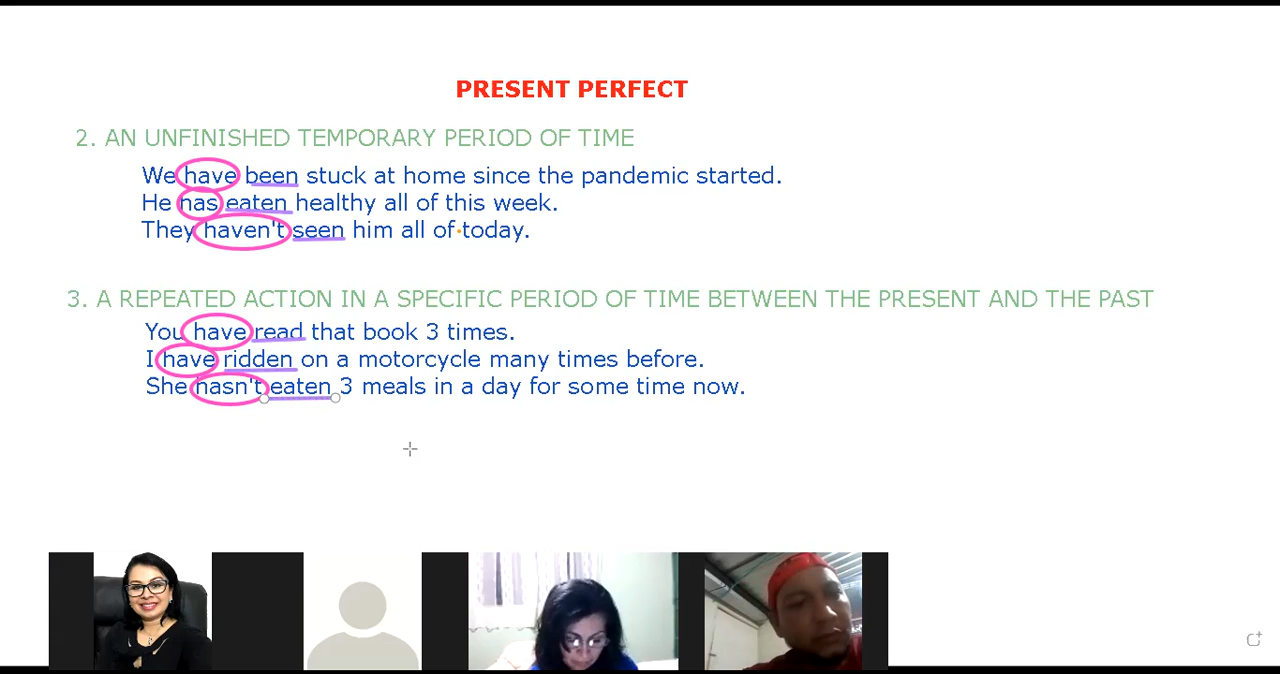 PRESENT PERFECT
2. AN UNFINISHED TEMPORARY PERIOD OF TIME
We have been stuck at home since the pandemic started.
He has eaten healthy all of this week.
They haven't seen him all of today.
3. A REPEATED ACTION IN A SPECIFIC PERIOD OF TIME BETWEEN THE PRESENT AND THE PAST
You have read that book 3 times.
I have ridden on a motorcycle many times before.
She hasn't eaten 3 meals in a day for some time now.